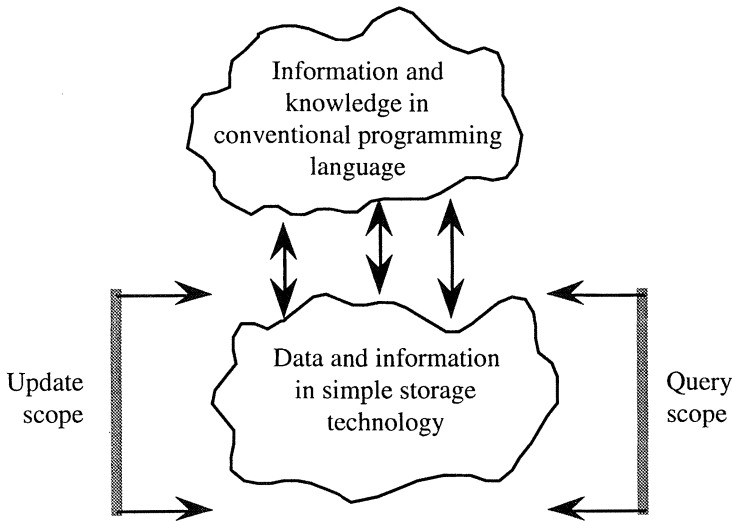 Information and
knowledge in
conventional programming
language
Data and information
in simple storage
technology
Update
scope
Query
scope